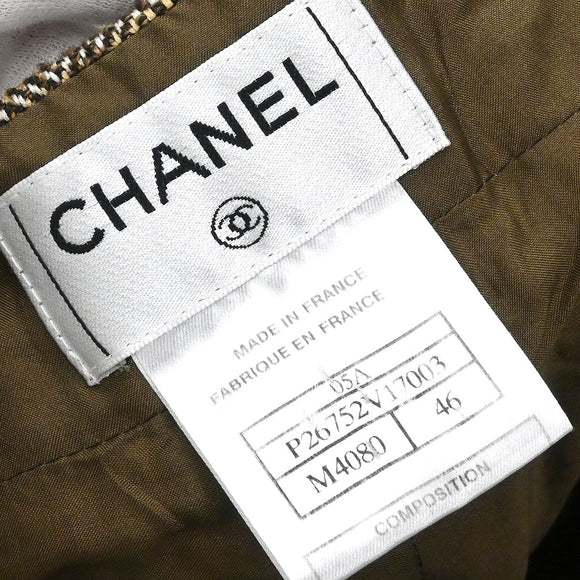 CHANEL
MADE IN FRANCE
FABRIQUE EN FRANCE
05A
P26752V17003
M4080 46
COMPOSITION